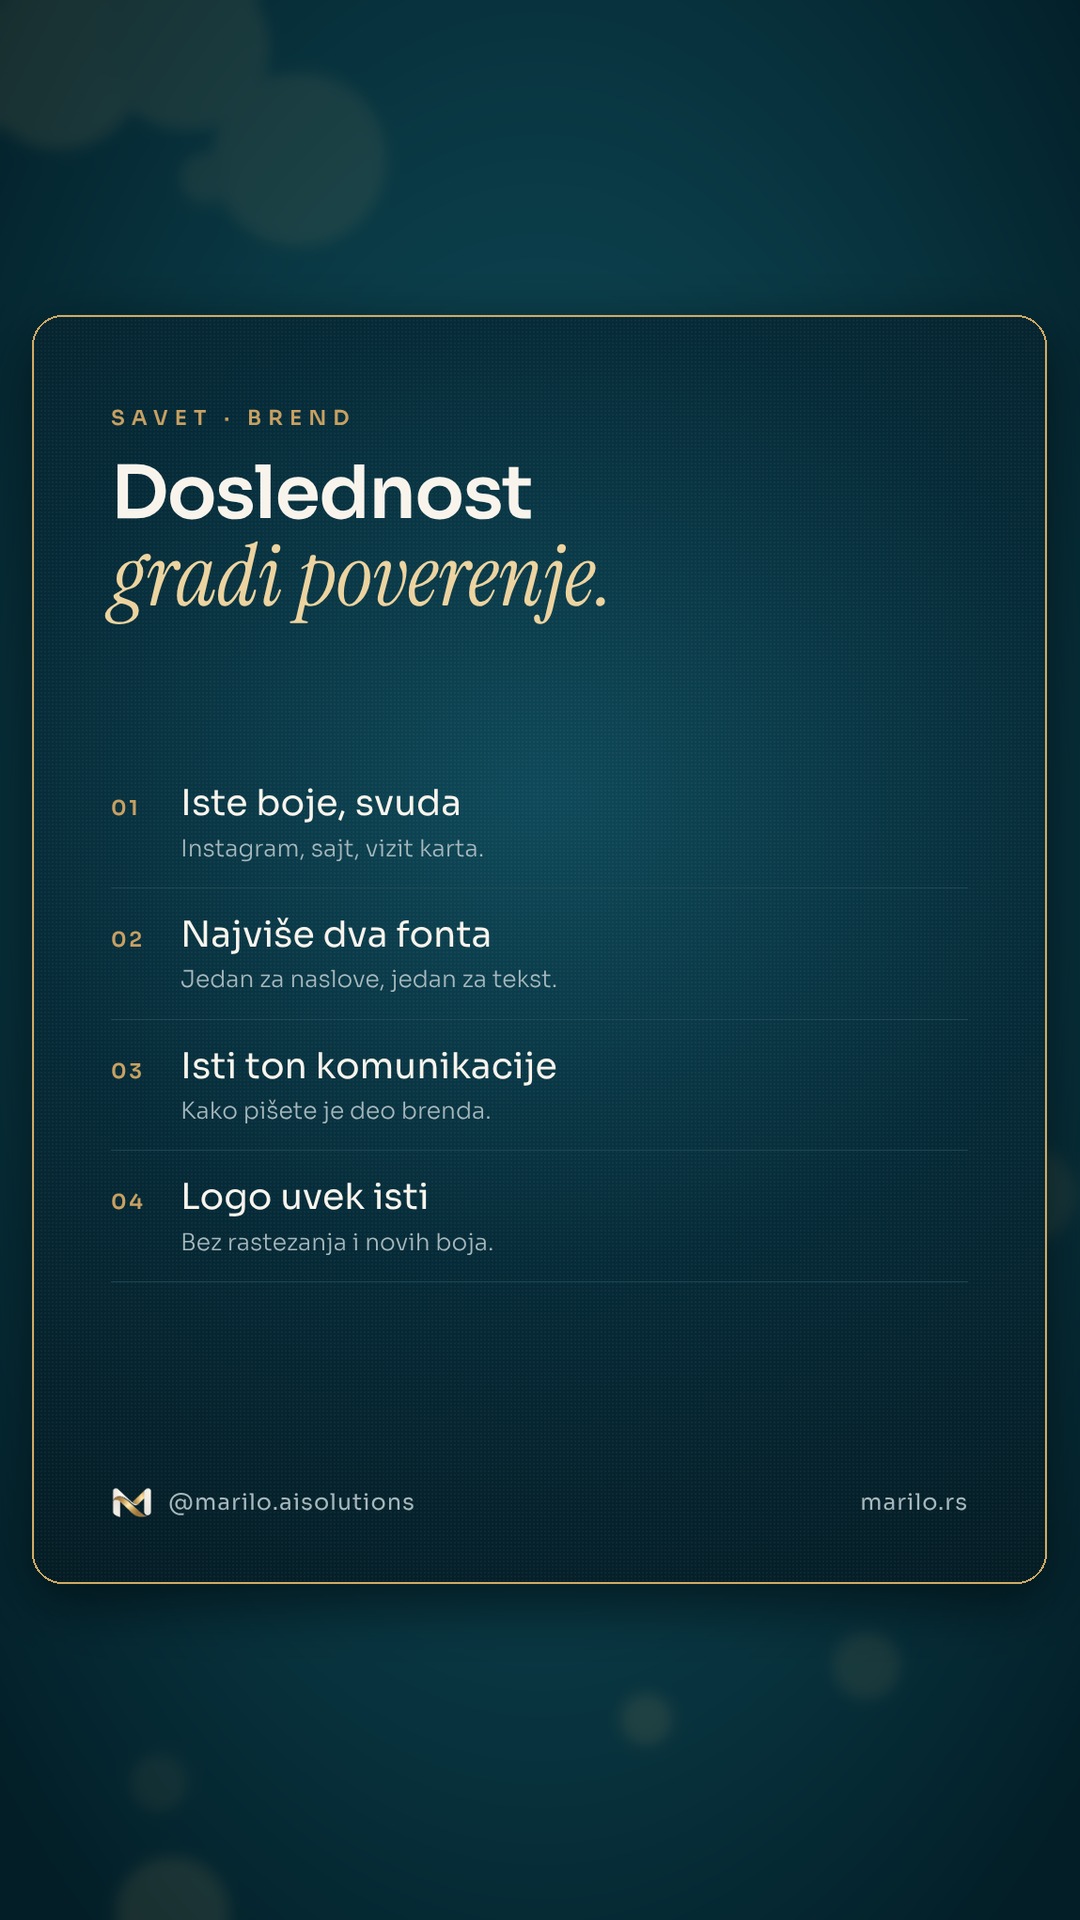 SAVET · BREND
Doslednost
gradi poverenje.
01 Iste boje, svuda
Instagram, sajt, vizit karta.
02 Najviše dva fonta
Jedan za naslove, jedan za tekst.
03 Isti ton komunikacije
Kako pišete je deo brenda.
04 Logo uvek isti
Bez rastezanja i novih boja.
@marilo.aisolutions
marilo.rs